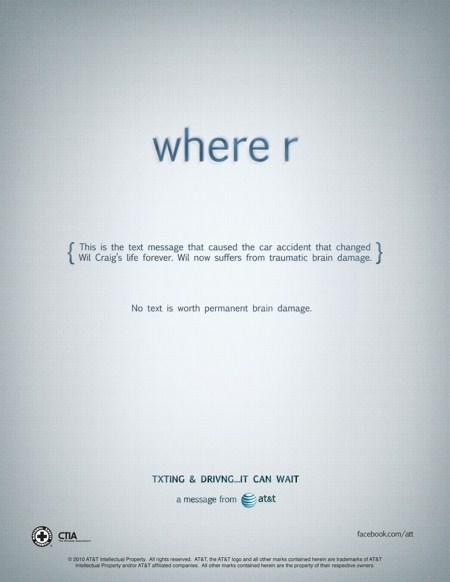 where r
{ This is the text message that caused the car accident that changed
Wil Craig's life forever. Wil now suffers from traumatic brain damage. }
No text is worth permanent brain damage.
TXTING & DRIVNG...IT CAN WAIT
a message from at&t
CTIA
facebook.com/att
© 2010 AT&T Intellectual Property. All rights reserved. AT&T, the AT&T logo and all other marks contained herein are trademarks of AT&T
Intellectual Property and/or AT&T affiliated companies. All other marks contained herein are the property of their respective owners.